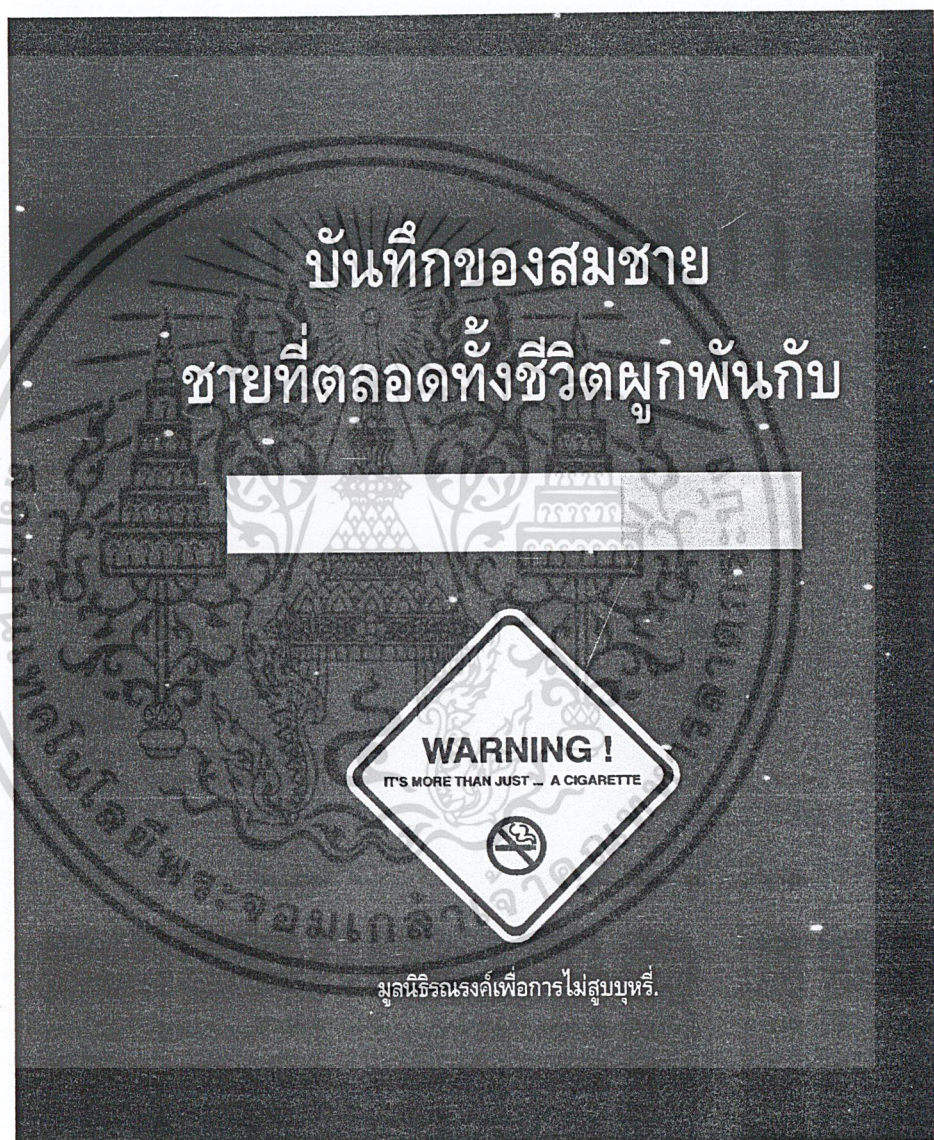 บันทึกของสมชาย
ชายที่ตลอดทั้งชีวิตผูกพันกับ
WARNING !
IT'S MORE THAN JUST ... A CIGARETTE
มูลนิธิรณรงค์เพื่อการไม่สูบบุหรี่.